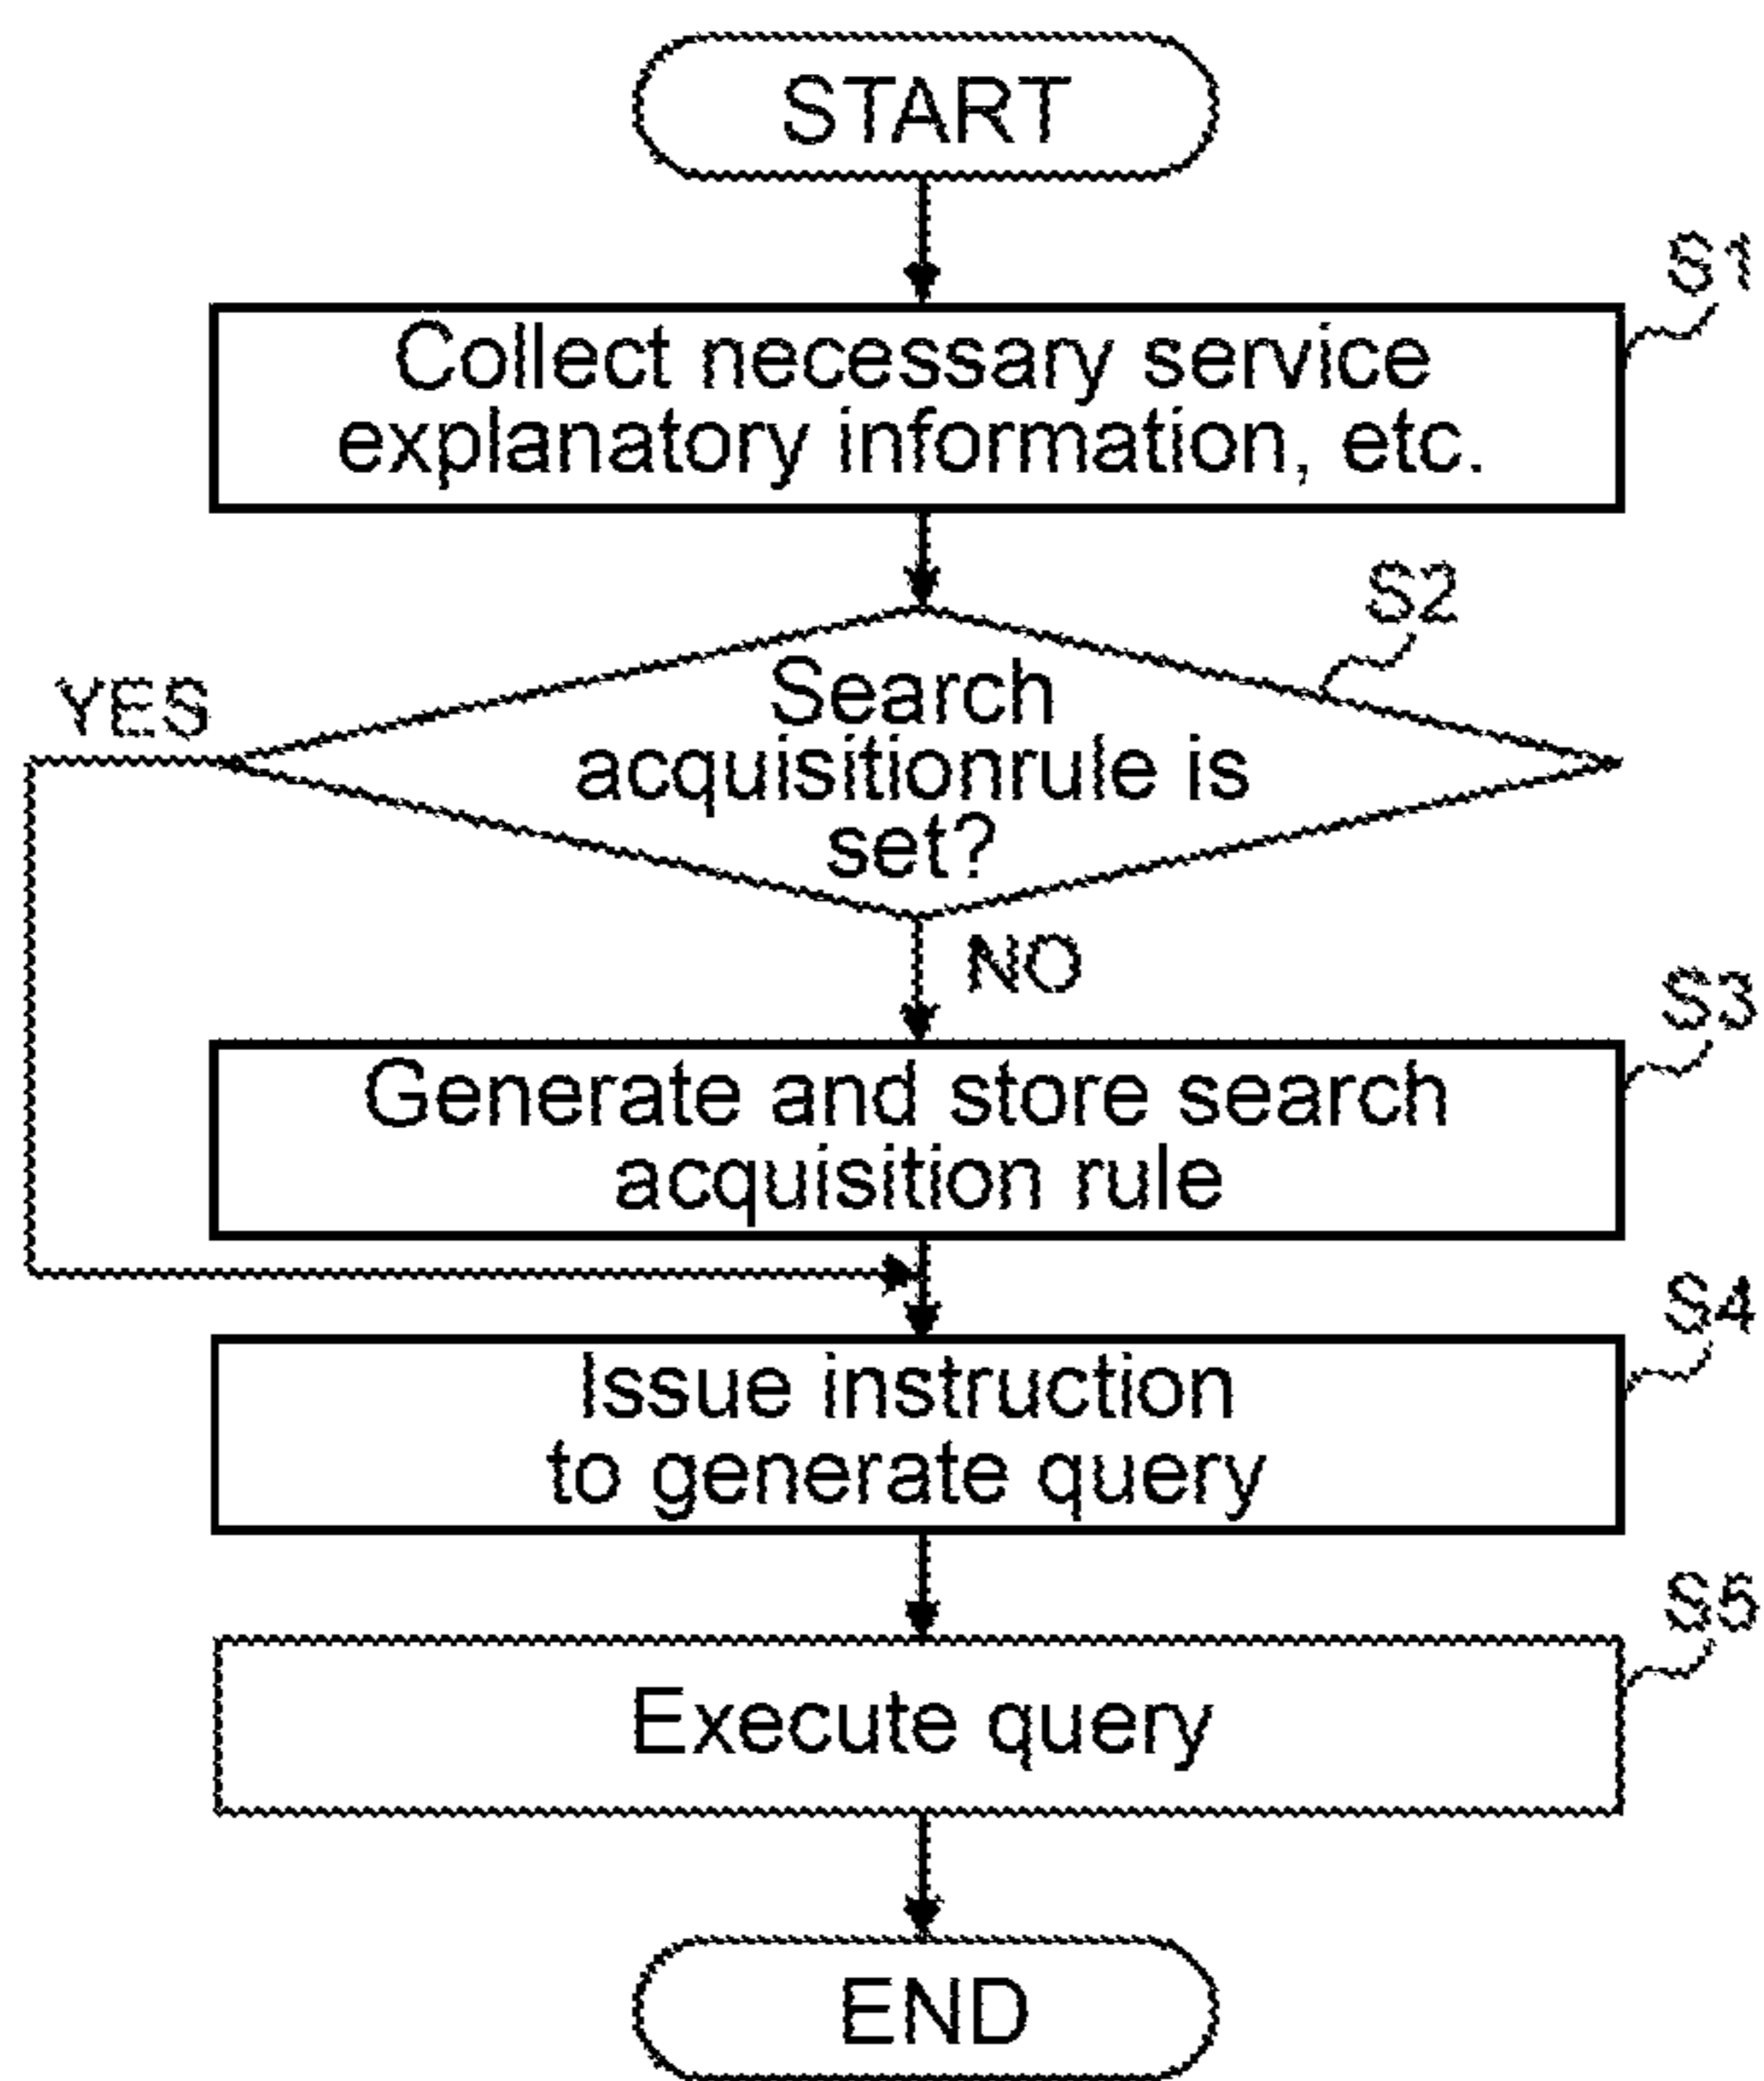 START
S1
Collect necessary service
explanatory information, etc.
S2
YES
Search
acquisitionrule is
set?
NO
S3
Generate and store search
acquisition rule
S4
Issue instruction
to generate query
S5
Execute query
END